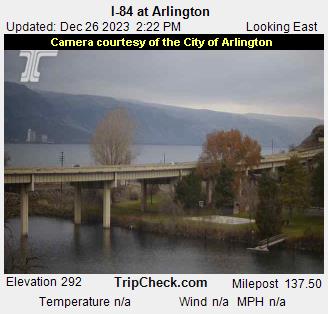 I-84 at Arlington
Updated: Dec 26 2023 2:22 PM Looking East
Camera courtesy of the City of Arlington
Elevation 292 TripCheck.com Milepost 137.50
Temperature n/a Wind n/a MPH n/a